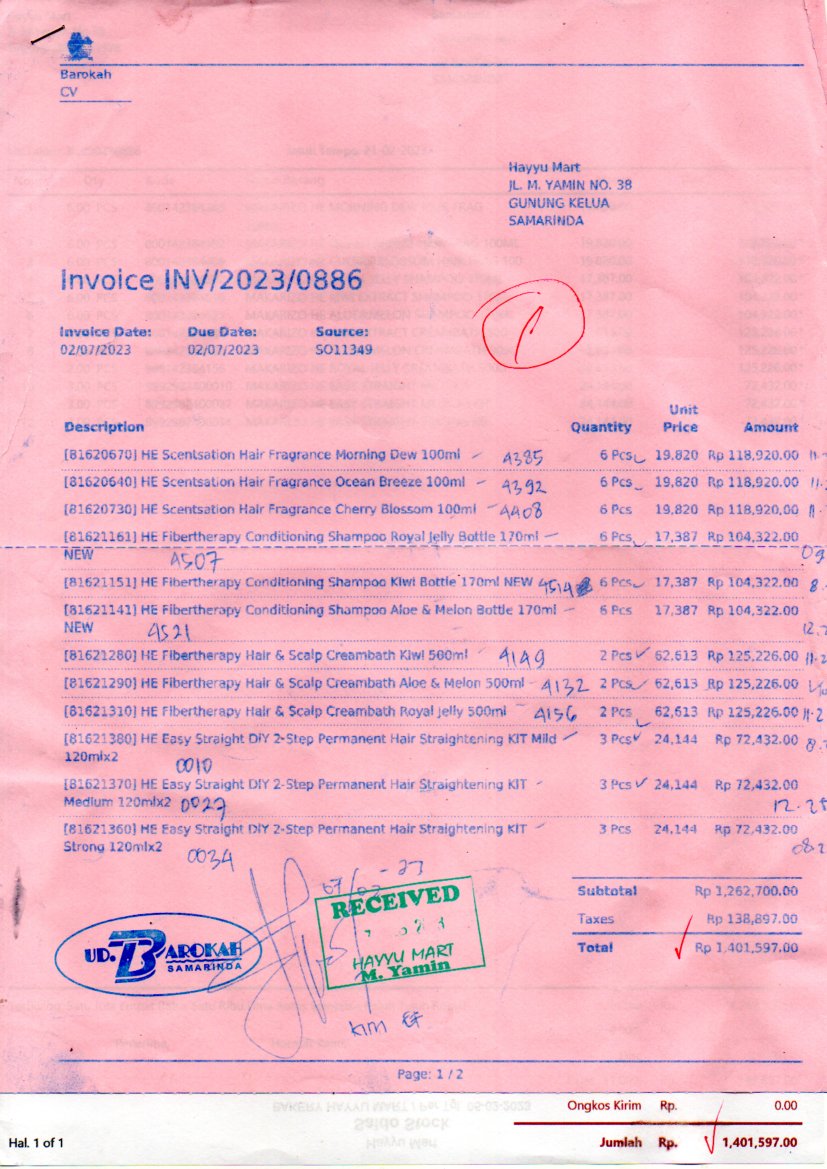 Barokah
CV
Hayyu Mart
JL. M. YAMIN NO. 38
GUNUNG KELUA
SAMARINDA
Invoice INV/2023/0886
Invoice Date: Due Date: Source:
02/07/2023 02/07/2023 SO11349
Description Quantity Unit Price Amount
[81620670] HE Scentsation Hair Fragrance Morning Dew 100ml 4385 6 Pcs 19,820 Rp 118,920.00
[81620640] HE Scentsation Hair Fragrance Ocean Breeze 100ml 4392 6 Pcs 19,820 Rp 118,920.00
[81620730] HE Scentsation Hair Fragrance Cherry Blossom 100ml 4408 6 Pcs 19,820 Rp 118,920.00
[81621161] HE Fibertherapy Conditioning Shampoo Royal Jelly Bottle 170ml 6 Pcs 17,387 Rp 104,322.00
NEW 4507
[81621151] HE Fibertherapy Conditioning Shampoo Kiwi Bottle 170ml NEW 4514 6 Pcs 17,387 Rp 104,322.00
[81621141] HE Fibertherapy Conditioning Shampoo Aloe & Melon Bottle 170ml 6 Pcs 17,387 Rp 104,322.00
NEW 4521
[81621280] HE Fibertherapy Hair & Scalp Creambath Kiwi 500ml 4149 2 Pcs 62,613 Rp 125,226.00
[81621290] HE Fibertherapy Hair & Scalp Creambath Aloe & Melon 500ml 4132 2 Pcs 62,613 Rp 125,226.00
[81621310] HE Fibertherapy Hair & Scalp Creambath Royal Jelly 500ml 4156 2 Pcs 62,613 Rp 125,226.00
[81621380] HE Easy Straight DIY 2-Step Permanent Hair Straightening KIT Mild 3 Pcs 24,144 Rp 72,432.00
120mlx2 0010
[81621370] HE Easy Straight DIY 2-Step Permanent Hair Straightening KIT 3 Pcs 24,144 Rp 72,432.00
Medium 120mlx2 0027
[81621360] HE Easy Straight DIY 2-Step Permanent Hair Straightening KIT 3 Pcs 24,144 Rp 72,432.00
Strong 120mlx2 0034
Subtotal Rp 1,262,700.00
Taxes Rp 138,897.00
Total Rp 1,401,597.00
RECEIVED
HAYYU MART
M. Yamin
UD. BAROKAH
SAMARINDA
Page: 1 / 2
Ongkos Kirim Rp. 0.00
Hal. 1 of 1 Jumlah Rp. 1,401,597.00